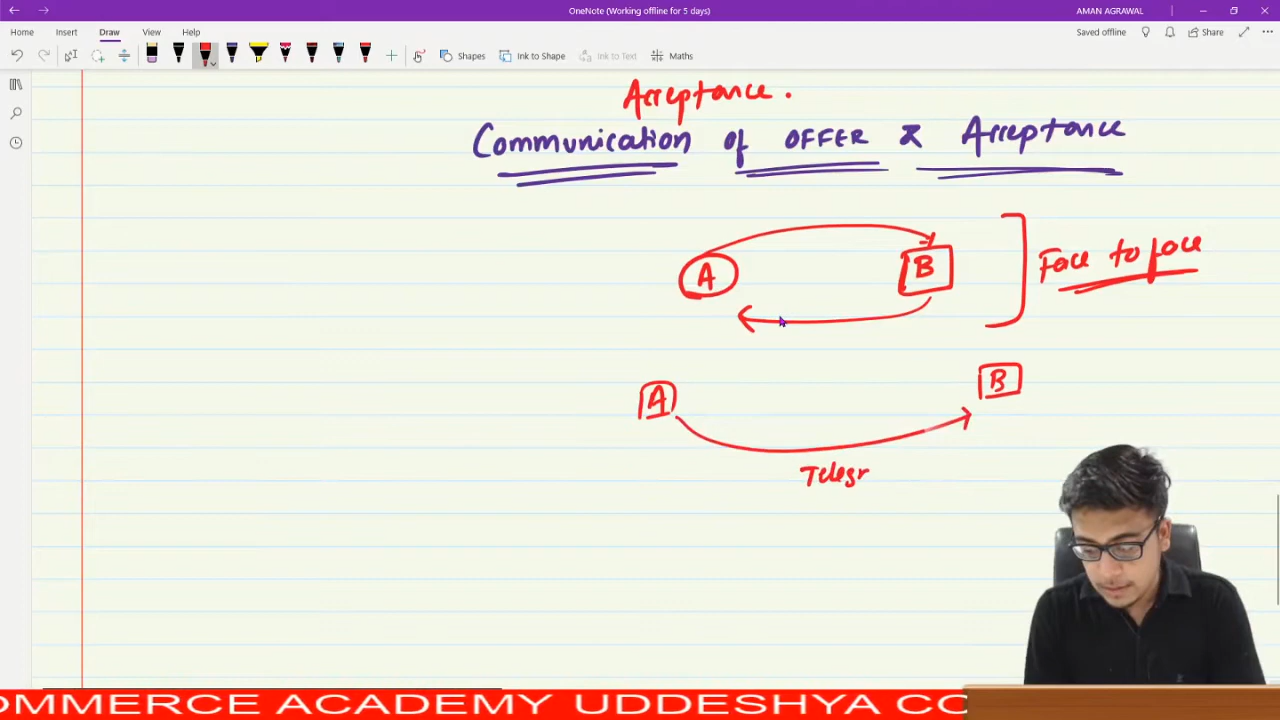 OneNote (Working offline for 5 days)
AMAN AGRAWAL
Home Insert Draw View Help
Saved offline Share
Shapes Ink to Shape Ink to Text Maths
Acceptance.
Communication of OFFER & Acceptance
A B
Face to face
A B
Telegr
OMMERCE ACADEMY UDDESHYA CO